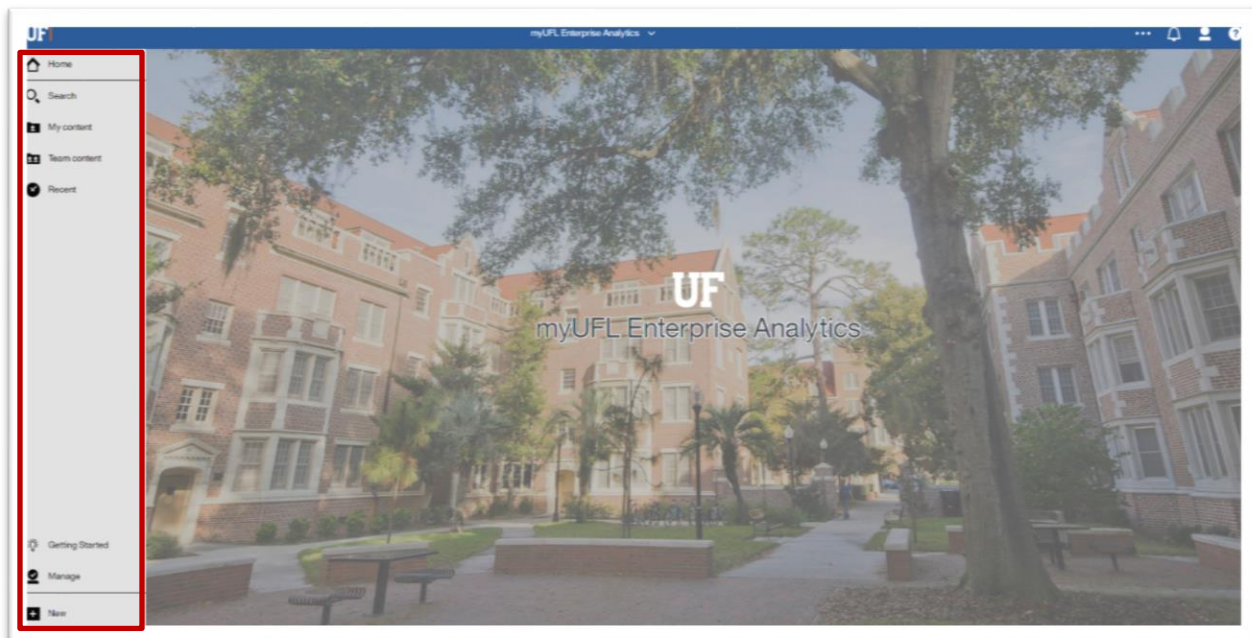 UF
myUFL Enterprise Analytics
Home
Search
My content
Team content
Recent
UF
myUFL Enterprise Analytics
Getting Started
Manage
New